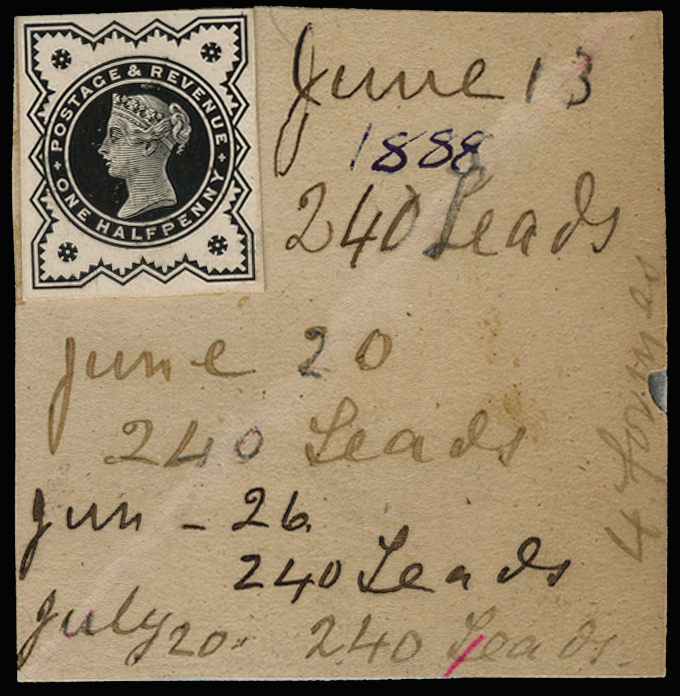 POSTAGE & REVENUE
ONE HALFPENNY
June 13
1888
240 Leads
June 20
240 Leads
Jun - 26
240 Leads
July 20. 240 Leads.
4 formes